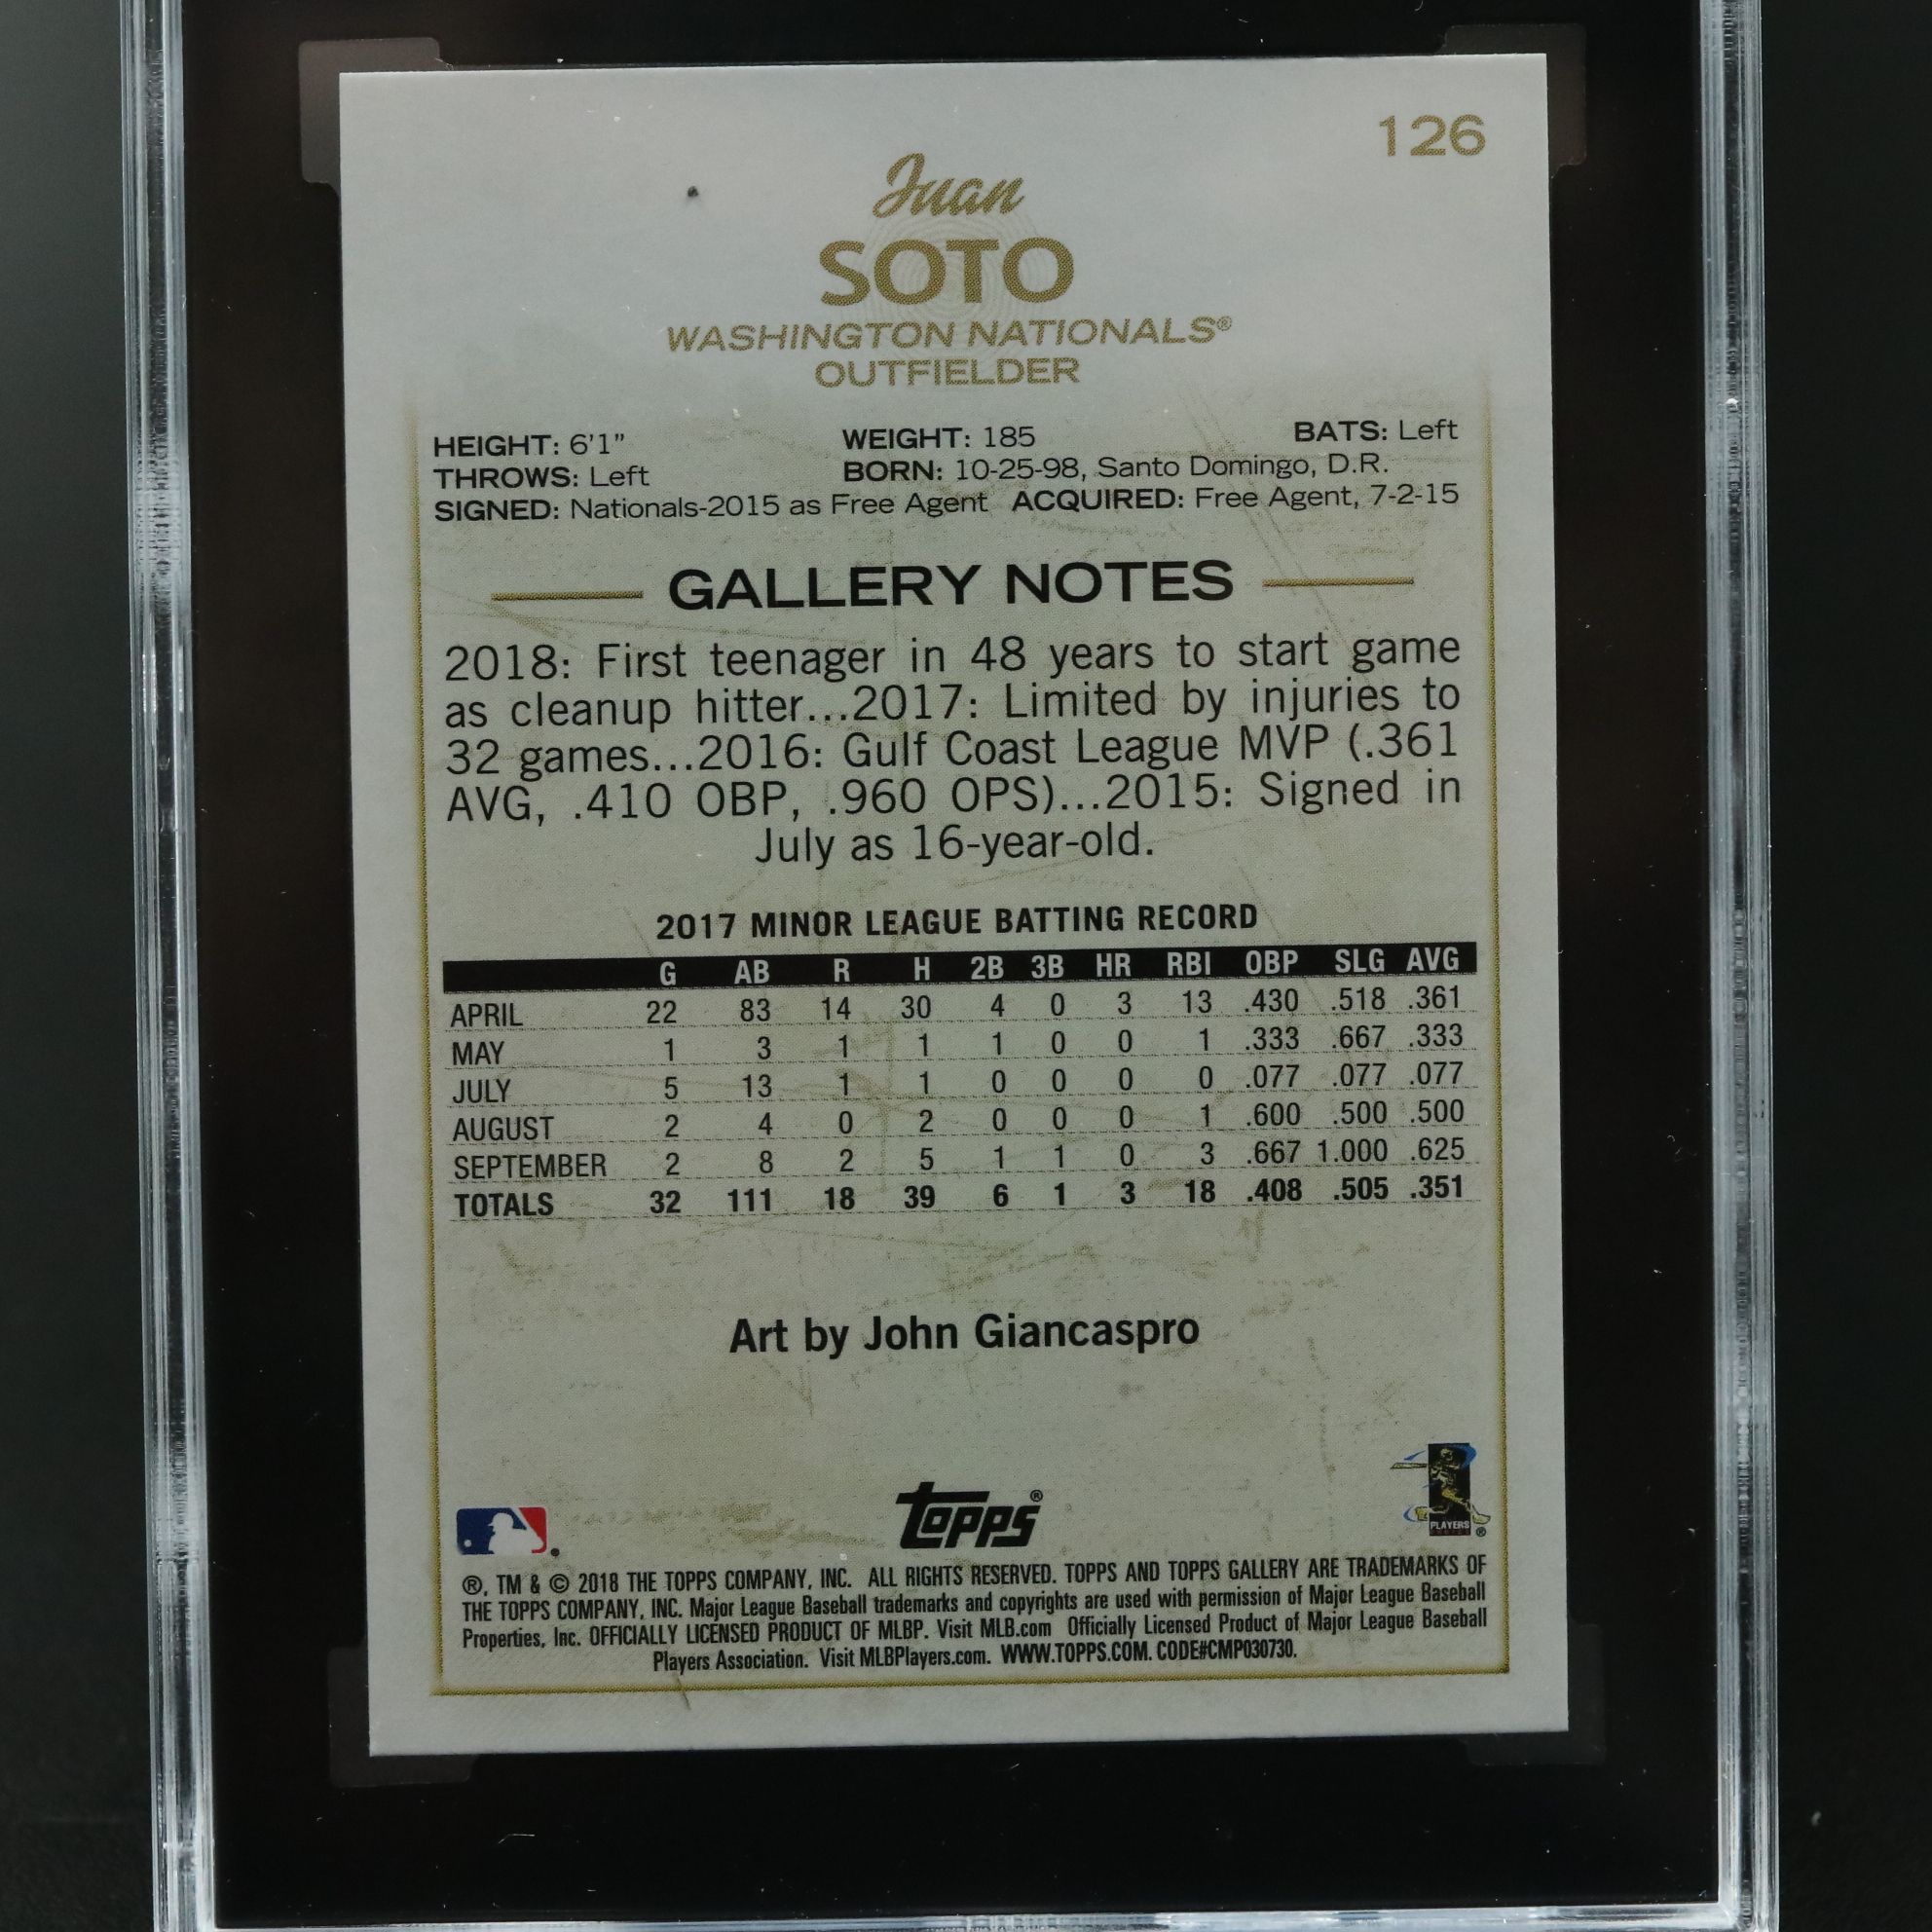 126
Juan
SOTO
WASHINGTON NATIONALS®
OUTFIELDER
HEIGHT: 6'1" WEIGHT: 185 BATS: Left
THROWS: Left BORN: 10-25-98, Santo Domingo, D.R.
SIGNED: Nationals-2015 as Free Agent ACQUIRED: Free Agent, 7-2-15
GALLERY NOTES
2018: First teenager in 48 years to start game
as cleanup hitter...2017: Limited by injuries to
32 games...2016: Gulf Coast League MVP (.361
AVG, .410 OBP, .960 OPS)...2015: Signed in
July as 16-year-old.
2017 MINOR LEAGUE BATTING RECORD
G AB R H 2B 3B HR RBI OBP SLG AVG
APRIL 22 83 14 30 4 0 3 13 .430 .518 .361
MAY 1 3 1 1 1 0 0 1 .333 .667 .333
JULY 5 13 1 1 0 0 0 0 .077 .077 .077
AUGUST 2 4 0 2 0 0 0 1 .600 .500 .500
SEPTEMBER 2 8 2 5 1 1 0 3 .667 1.000 .625
TOTALS 32 111 18 39 6 1 3 18 .408 .505 .351
Art by John Giancaspro
topps®
PLAYERS ®
®, TM & © 2018 THE TOPPS COMPANY, INC. ALL RIGHTS RESERVED. TOPPS AND TOPPS GALLERY ARE TRADEMARKS OF
THE TOPPS COMPANY, INC. Major League Baseball trademarks and copyrights are used with permission of Major League Baseball
Properties, Inc. OFFICIALLY LICENSED PRODUCT OF MLBP. Visit MLB.com Officially Licensed Product of Major League Baseball
Players Association. Visit MLBPlayers.com. WWW.TOPPS.COM. CODE#CMP030730.